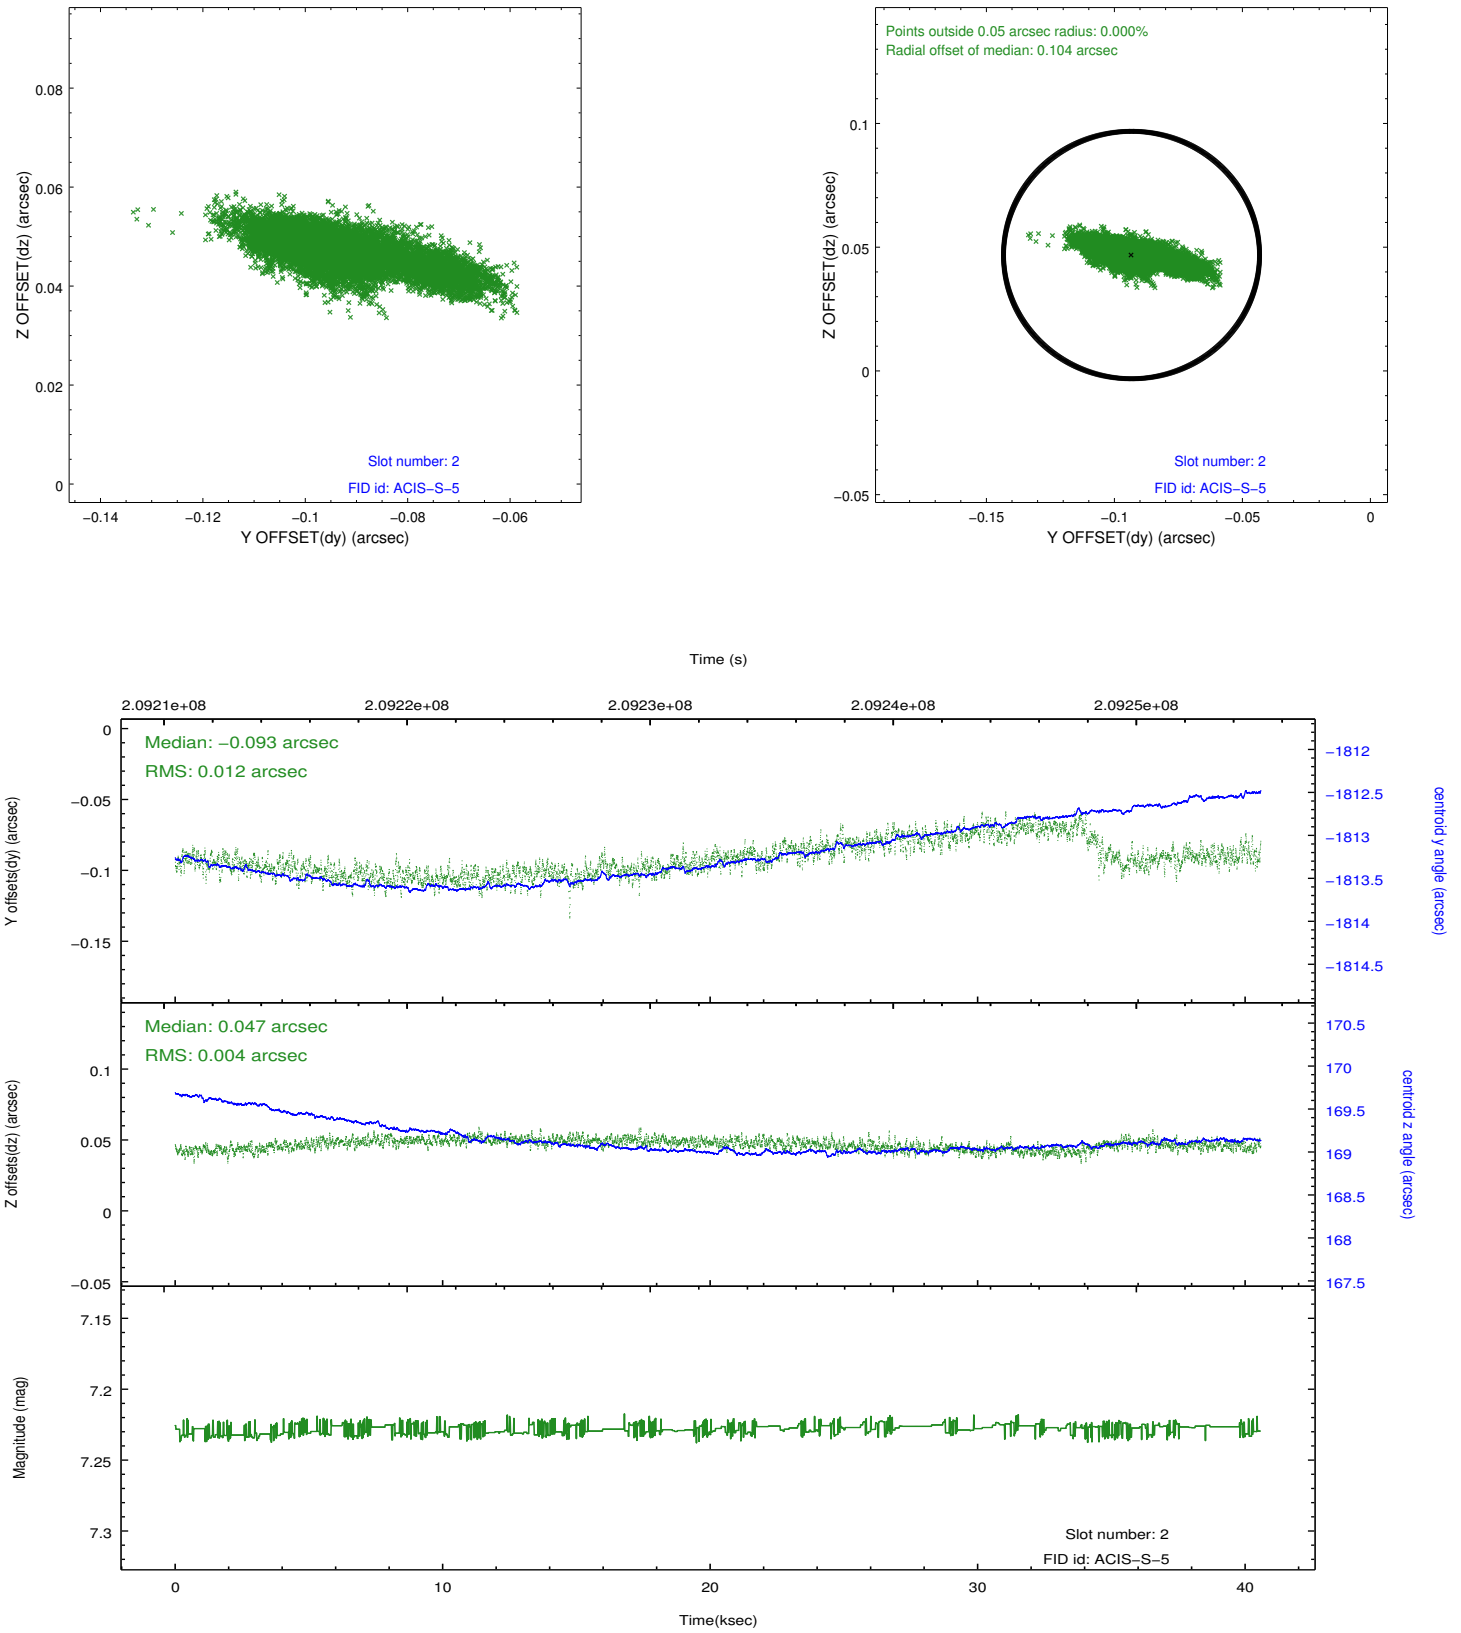 0.08
0.06
0.04
0.02
0
Z OFFSET(dz) (arcsec)
Slot number: 2
FID id: ACIS−S−5
−0.14 −0.12 −0.1 −0.08 −0.06
Y OFFSET(dy) (arcsec)
Points outside 0.05 arcsec radius: 0.000%
Radial offset of median: 0.104 arcsec
0.1
0.05
0
−0.05
Z OFFSET(dz) (arcsec)
Slot number: 2
FID id: ACIS−S−5
−0.15 −0.1 −0.05 0
Y OFFSET(dy) (arcsec)
Time (s)
2.0921e+08 2.0922e+08 2.0923e+08 2.0924e+08 2.0925e+08
Median: −0.093 arcsec
RMS: 0.012 arcsec
0
−0.05
−0.1
−0.15
Y offsets(dy) (arcsec)
−1812
−1812.5
−1813
−1813.5
−1814
−1814.5
centroid y angle (arcsec)
Median: 0.047 arcsec
RMS: 0.004 arcsec
0.1
0.05
0
−0.05
Z offsets(dz) (arcsec)
170.5
170
169.5
169
168.5
168
167.5
centroid z angle (arcsec)
7.15
7.2
7.25
7.3
Magnitude (mag)
Slot number: 2
FID id: ACIS−S−5
0 10 20 30 40
Time(ksec)